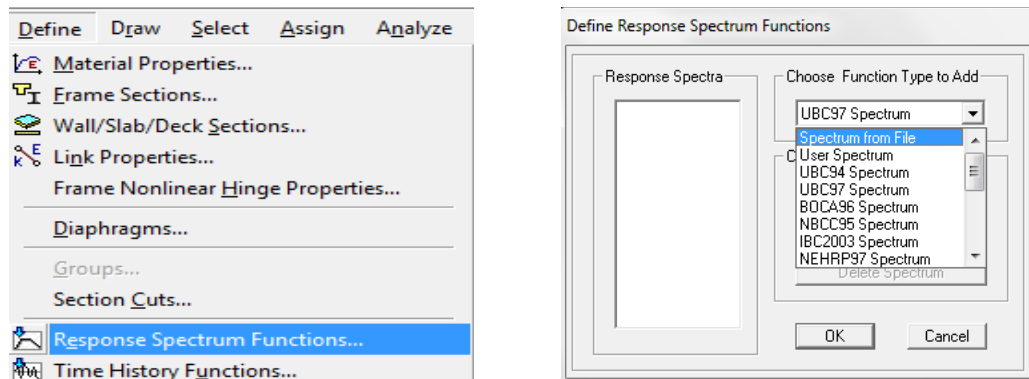 Define Draw Select Assign Analyze
Material Properties...
Frame Sections...
Wall/Slab/Deck Sections...
Link Properties...
Frame Nonlinear Hinge Properties...
Diaphragms...
Groups...
Section Cuts...
Response Spectrum Functions...
Time History Functions...
Define Response Spectrum Functions
Response Spectra
Choose Function Type to Add
UBC97 Spectrum
Spectrum from File
C
User Spectrum
UBC94 Spectrum
UBC97 Spectrum
BOCA96 Spectrum
NBCC95 Spectrum
IBC2003 Spectrum
NEHRP97 Spectrum
Delete Spectrum
OK Cancel